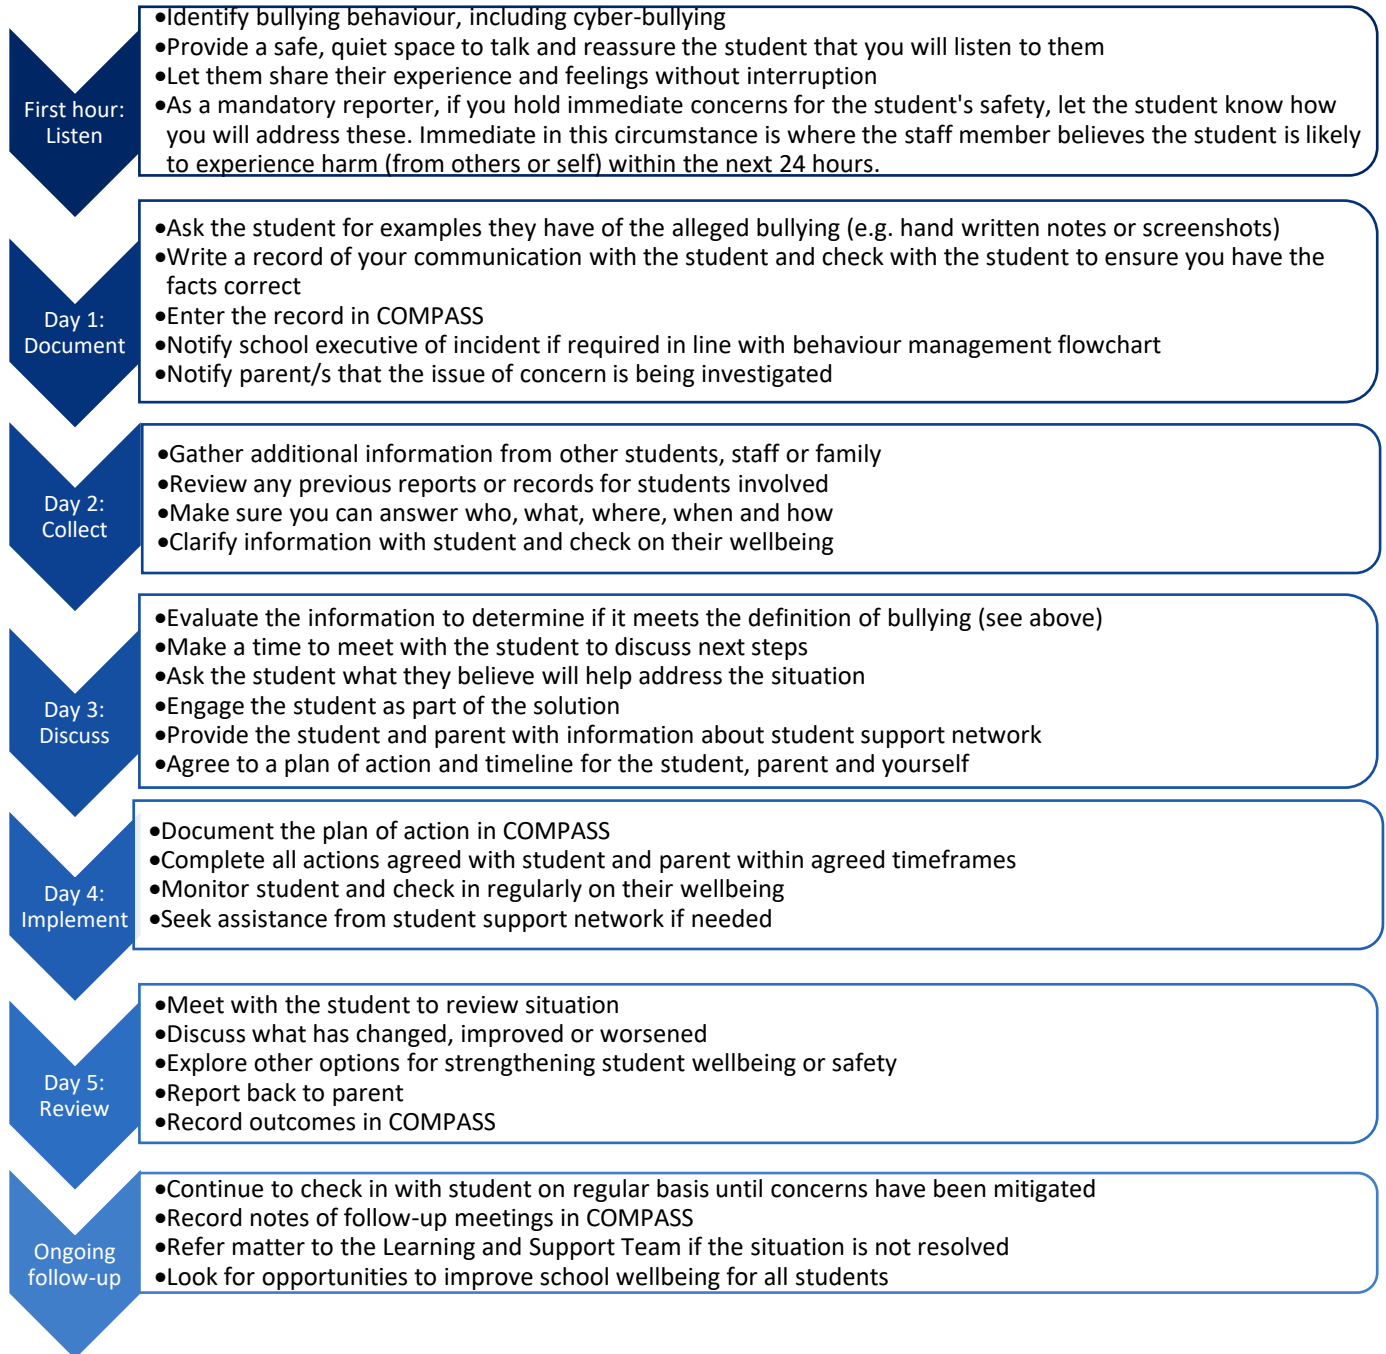 First hour:
Listen
•Identify bullying behaviour, including cyber-bullying
•Provide a safe, quiet space to talk and reassure the student that you will listen to them
•Let them share their experience and feelings without interruption
•As a mandatory reporter, if you hold immediate concerns for the student's safety, let the student know how
you will address these. Immediate in this circumstance is where the staff member believes the student is likely
to experience harm (from others or self) within the next 24 hours.
Day 1:
Document
•Ask the student for examples they have of the alleged bullying (e.g. hand written notes or screenshots)
•Write a record of your communication with the student and check with the student to ensure you have the
facts correct
•Enter the record in COMPASS
•Notify school executive of incident if required in line with behaviour management flowchart
•Notify parent/s that the issue of concern is being investigated
Day 2:
Collect
•Gather additional information from other students, staff or family
•Review any previous reports or records for students involved
•Make sure you can answer who, what, where, when and how
•Clarify information with student and check on their wellbeing
Day 3:
Discuss
•Evaluate the information to determine if it meets the definition of bullying (see above)
•Make a time to meet with the student to discuss next steps
•Ask the student what they believe will help address the situation
•Engage the student as part of the solution
•Provide the student and parent with information about student support network
•Agree to a plan of action and timeline for the student, parent and yourself
Day 4:
Implement
•Document the plan of action in COMPASS
•Complete all actions agreed with student and parent within agreed timeframes
•Monitor student and check in regularly on their wellbeing
•Seek assistance from student support network if needed
Day 5:
Review
•Meet with the student to review situation
•Discuss what has changed, improved or worsened
•Explore other options for strengthening student wellbeing or safety
•Report back to parent
•Record outcomes in COMPASS
Ongoing
follow-up
•Continue to check in with student on regular basis until concerns have been mitigated
•Record notes of follow-up meetings in COMPASS
•Refer matter to the Learning and Support Team if the situation is not resolved
•Look for opportunities to improve school wellbeing for all students